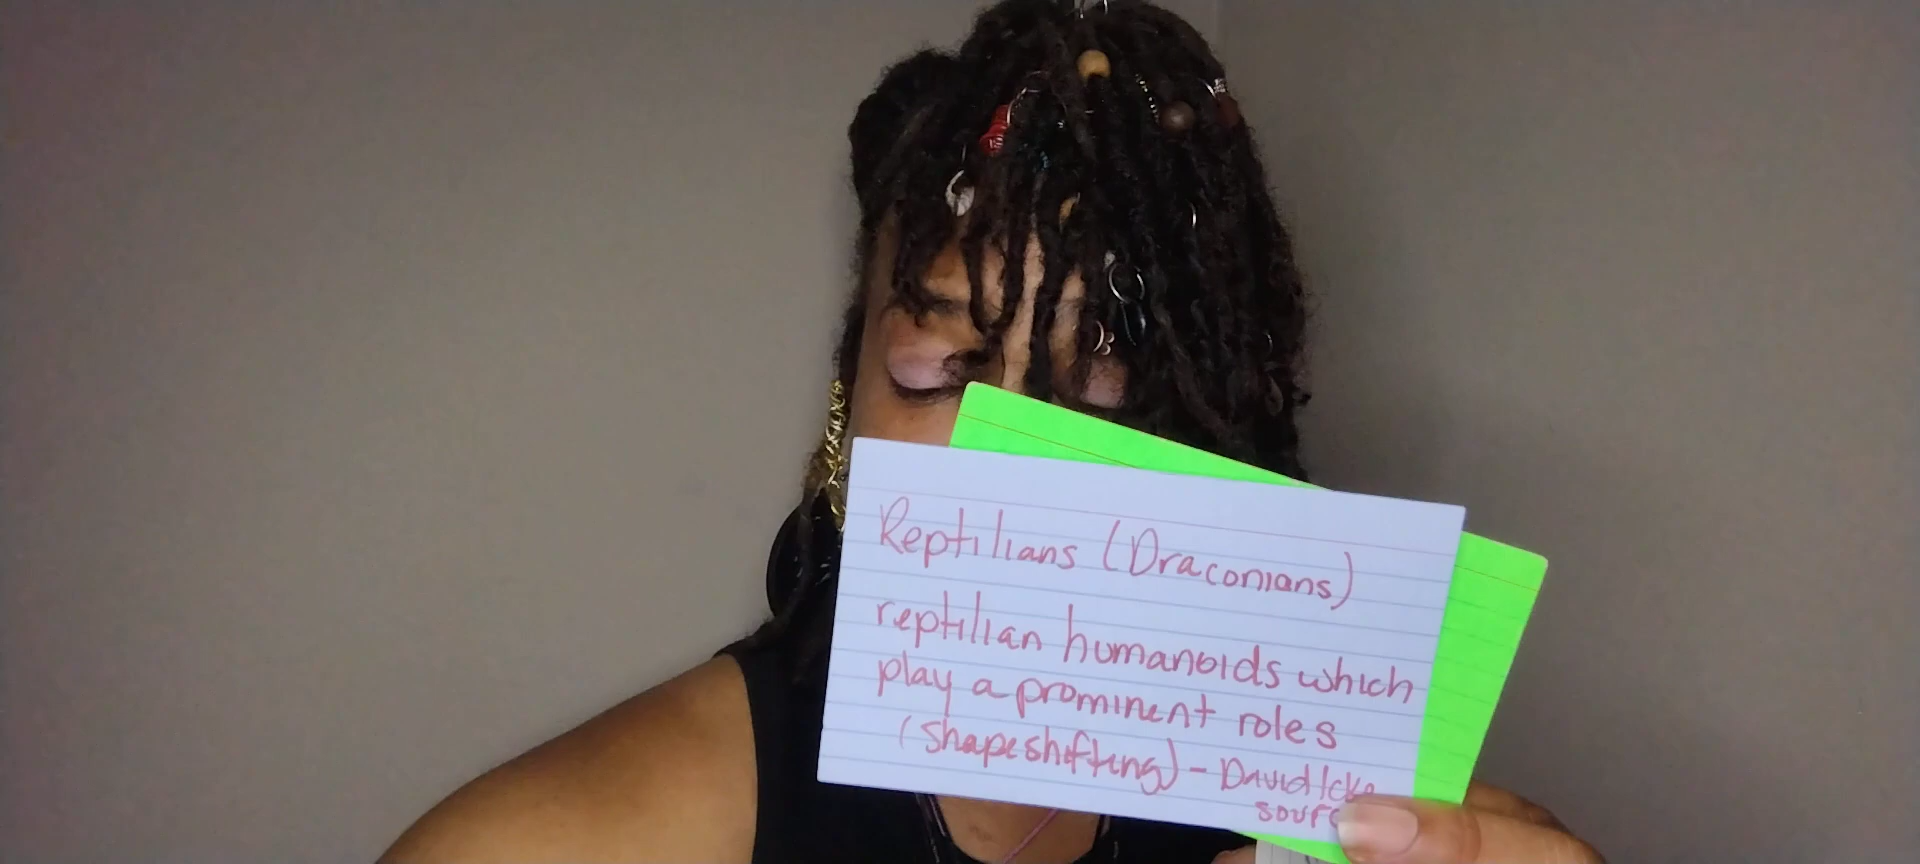 Reptilians (Draconians)
reptilian humanoids which
play a prominent roles
(Shapeshifting) - David Icke